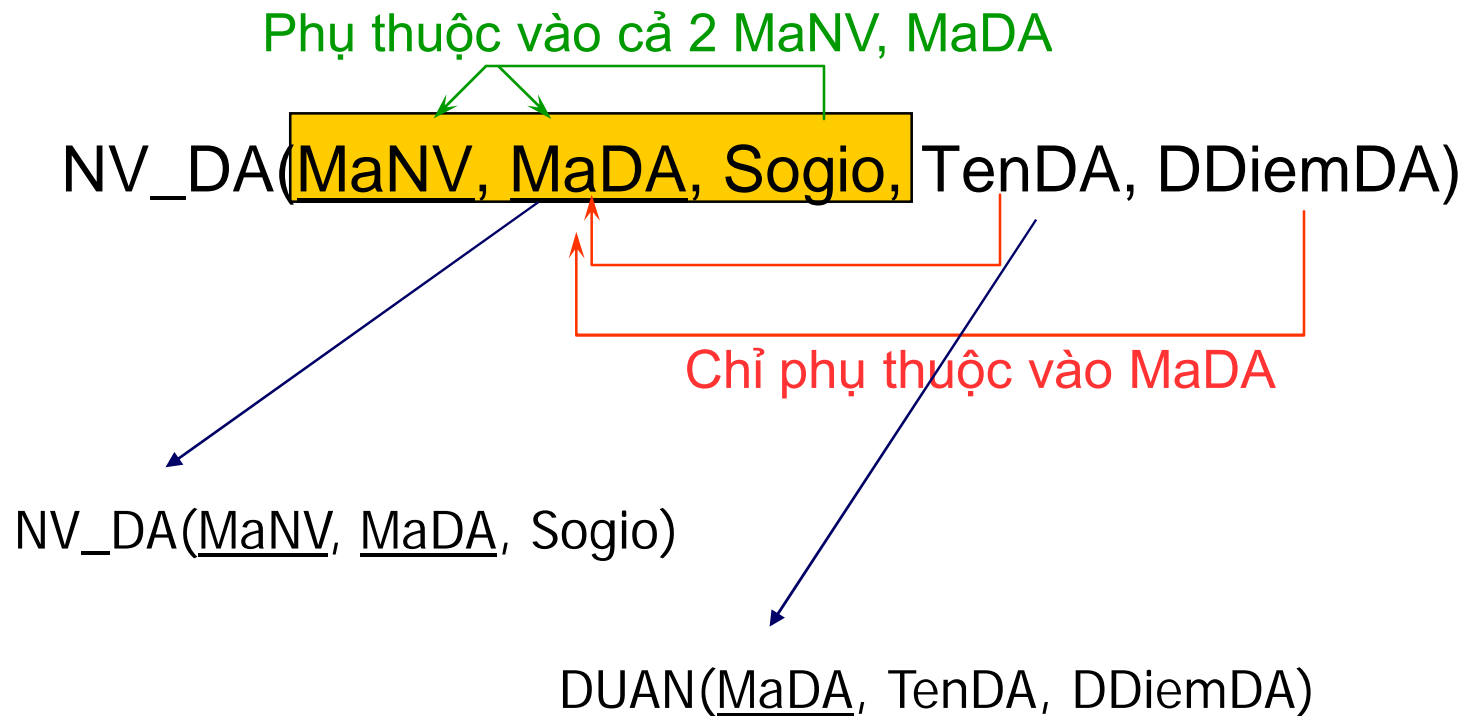 Phụ thuộc vào cả 2 MaNV, MaDA
NV_DA(MaNV, MaDA, Sogio, TenDA, DDiemDA)
Chỉ phụ thuộc vào MaDA
NV_DA(MaNV, MaDA, Sogio)
DUAN(MaDA, TenDA, DDiemDA)